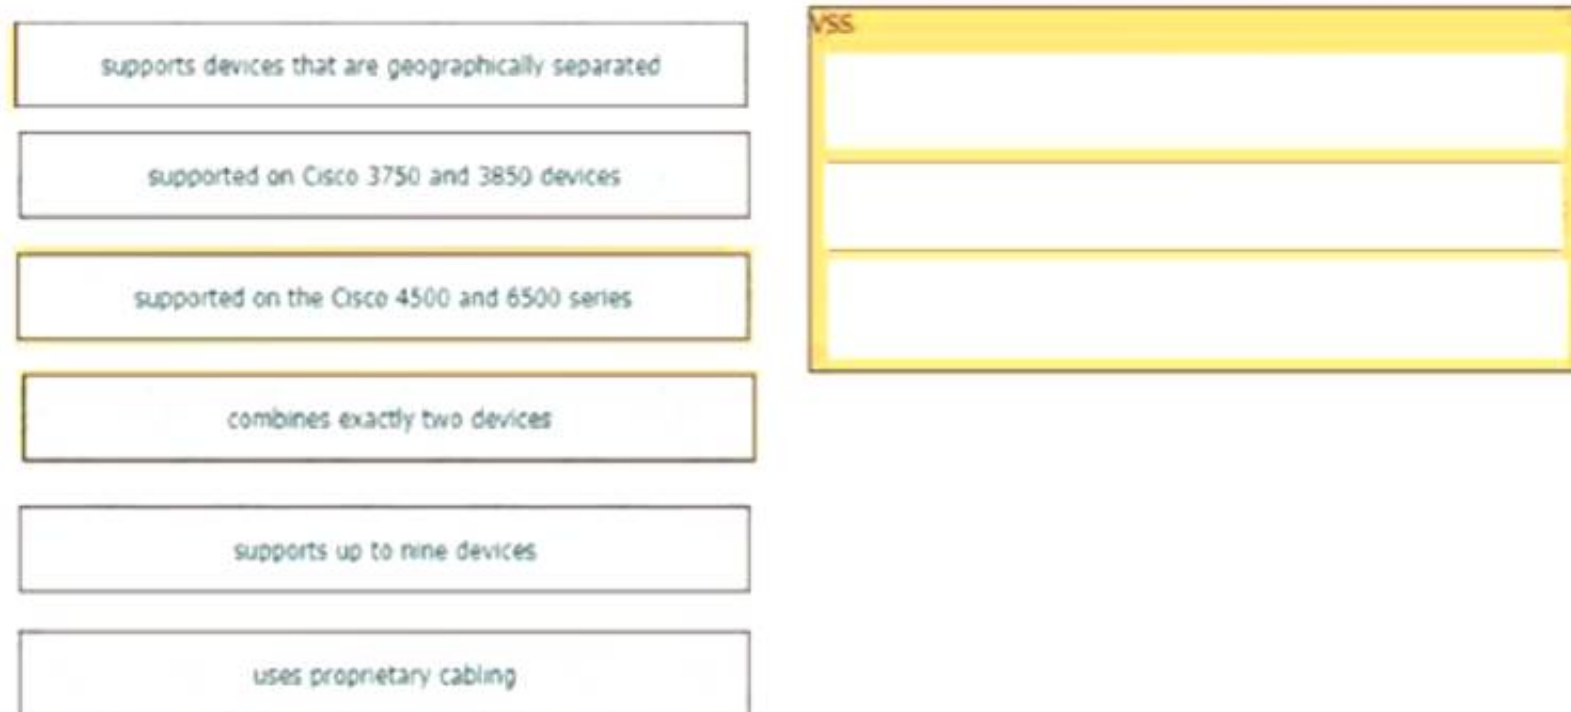 supports devices that are geographically separated
supported on Cisco 3750 and 3850 devices
supported on the Cisco 4500 and 6500 series
combines exactly two devices
supports up to nine devices
uses proprietary cabling
VSS